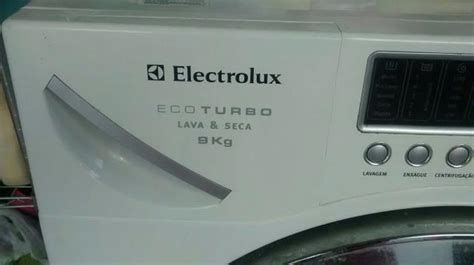 Electrolux
ECOTURBO
LAVA & SECA
9Kg
LAVAGEM ENXÁGUE CENTRIFUGAÇÃO